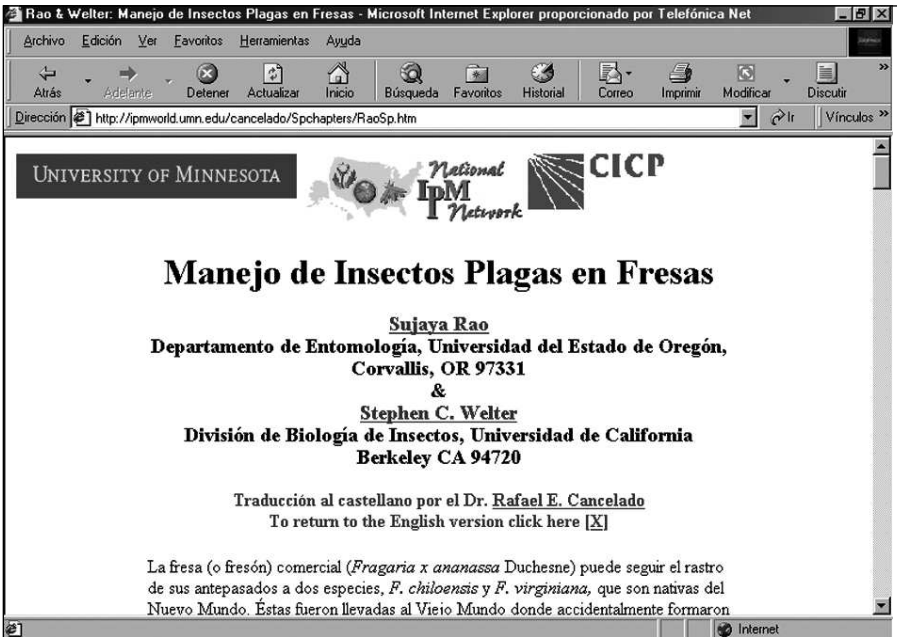 Rao & Welter: Manejo de Insectos Plagas en Fresas - Microsoft Internet Explorer proporcionado por Telefónica Net
Archivo Edición Ver Favoritos Herramientas Ayuda
Atrás Adelante Detener Actualizar Inicio Búsqueda Favoritos Historial Correo Imprimir Modificar Discutir »
Dirección http://ipmworld.umn.edu/cancelado/Spchapters/RaoSp.htm Ir Vínculos »
UNIVERSITY OF MINNESOTA
National
IPM
Network
CICP
Manejo de Insectos Plagas en Fresas
Sujaya Rao
Departamento de Entomología, Universidad del Estado de Oregón,
Corvallis, OR 97331
&
Stephen C. Welter
División de Biología de Insectos, Universidad de California
Berkeley CA 94720
Traducción al castellano por el Dr. Rafael E. Cancelado
To return to the English version click here [X]
La fresa (o fresón) comercial (Fragaria x ananassa Duchesne) puede seguir el rastro
de sus antepasados a dos especies, F. chiloensis y F. virginiana, que son nativas del
Nuevo Mundo. Éstas fueron llevadas al Viejo Mundo donde accidentalmente formaron
Internet